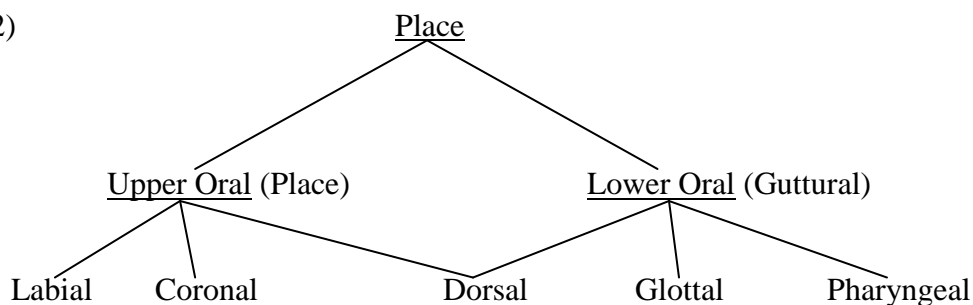 2)
Place
Upper Oral (Place) Lower Oral (Guttural)
Labial Coronal Dorsal Glottal Pharyngeal